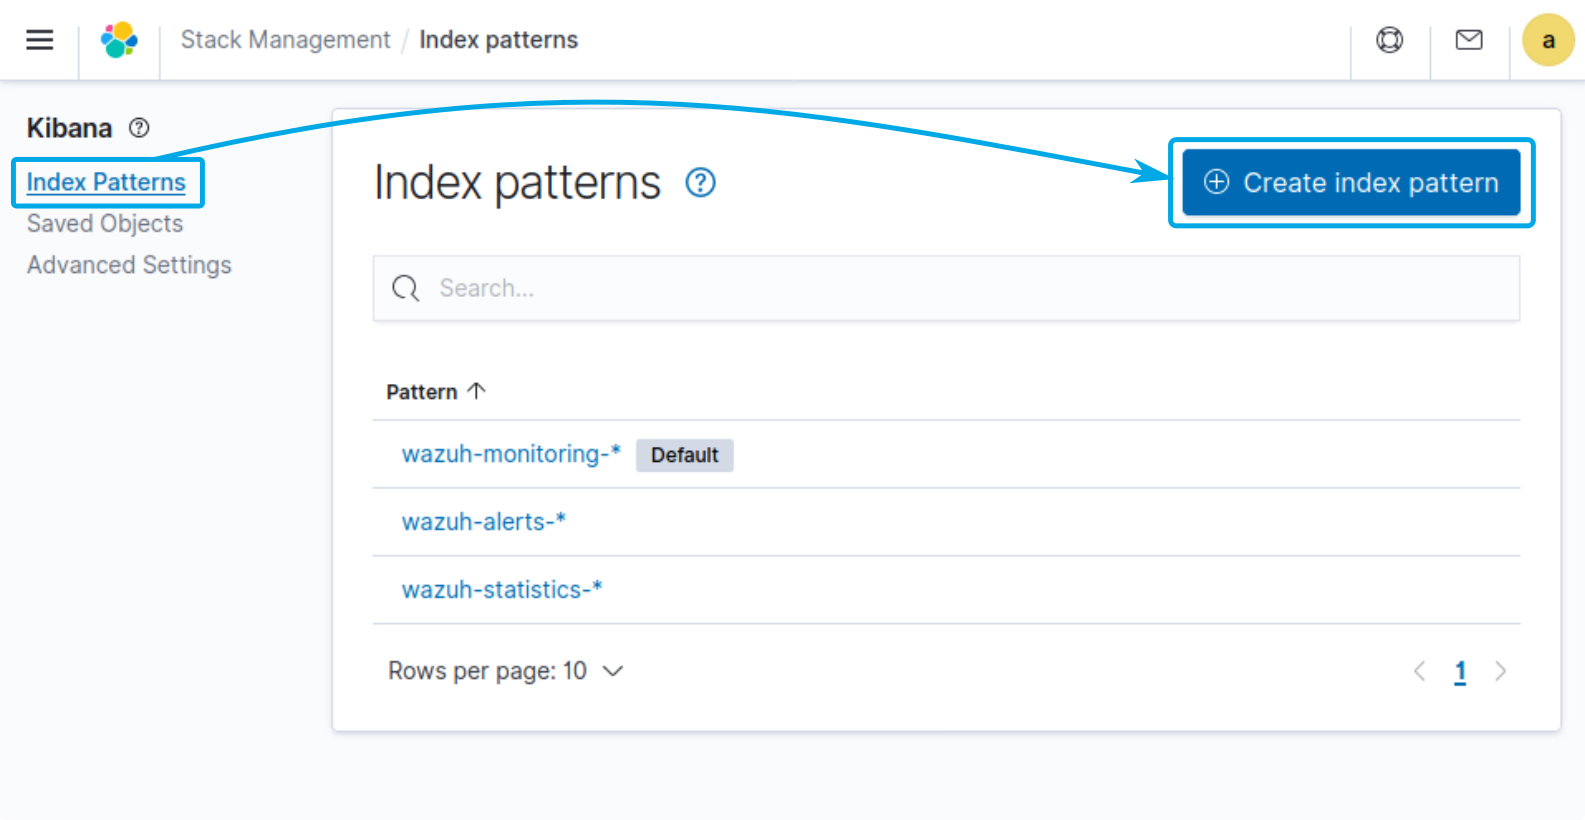 Stack Management / Index patterns
a
Kibana
Index Patterns
Saved Objects
Advanced Settings
Index patterns
Create index pattern
Search...
Pattern ↑
wazuh-monitoring-* Default
wazuh-alerts-*
wazuh-statistics-*
Rows per page: 10
1